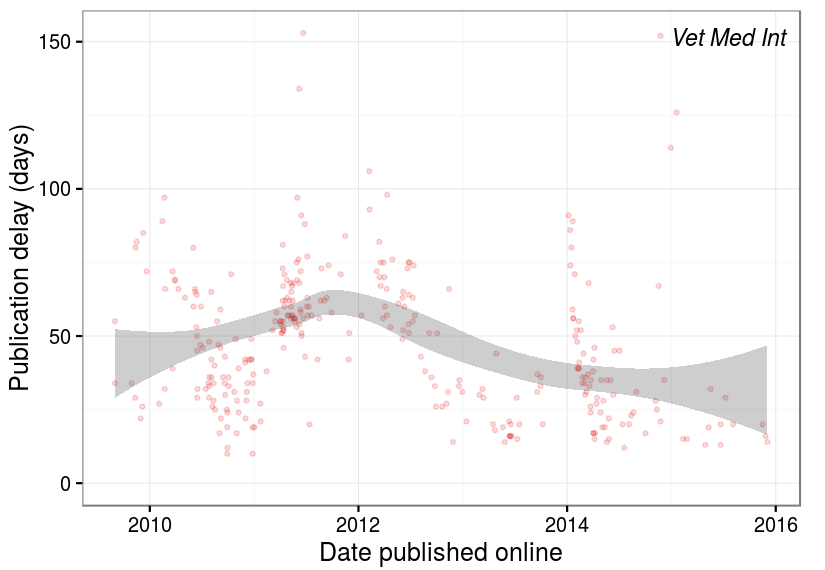 Vet Med Int
Publication delay (days)
150
100
50
0
2010 2012 2014 2016
Date published online